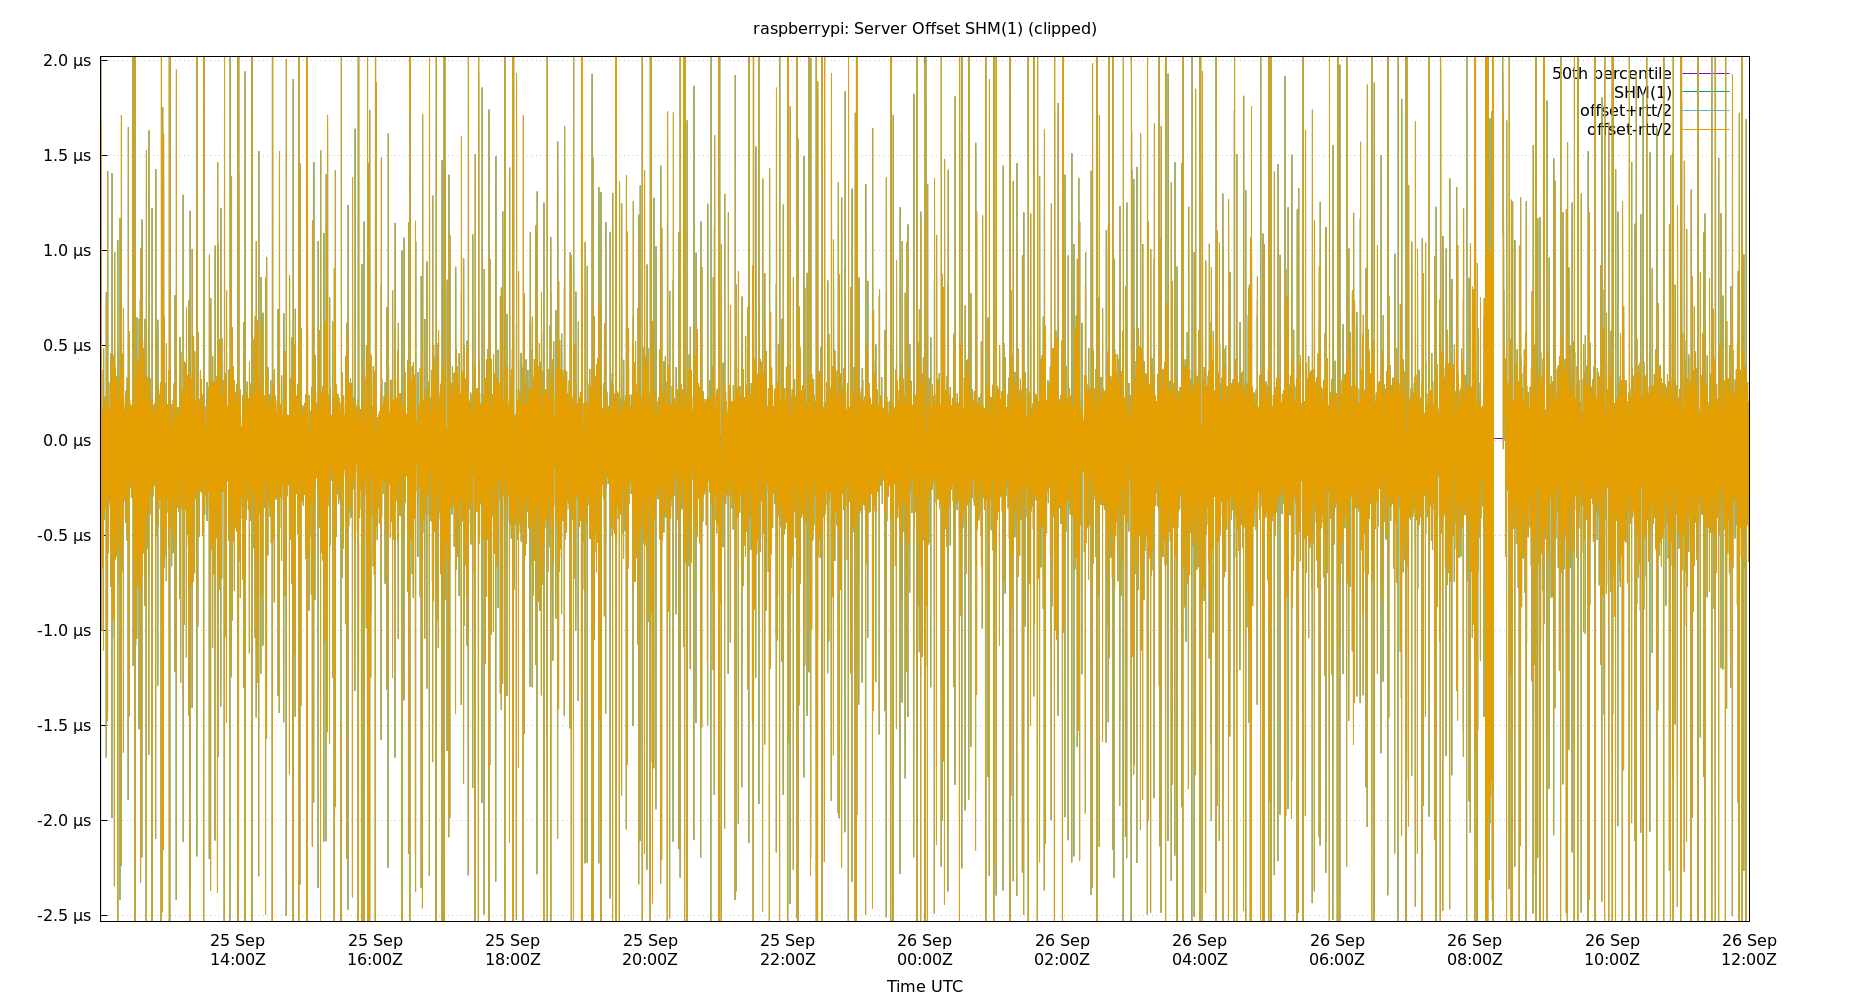 raspberrypi: Server Offset SHM(1) (clipped)
2.0 µs
1.5 µs
1.0 µs
0.5 µs
0.0 µs
-0.5 µs
-1.0 µs
-1.5 µs
-2.0 µs
-2.5 µs
50th percentile
SHM(1)
offset+rtt/2
offset-rtt/2
25 Sep 25 Sep 25 Sep 25 Sep 25 Sep 26 Sep 26 Sep 26 Sep 26 Sep 26 Sep 26 Sep 26 Sep
14:00Z 16:00Z 18:00Z 20:00Z 22:00Z 00:00Z 02:00Z 04:00Z 06:00Z 08:00Z 10:00Z 12:00Z
Time UTC